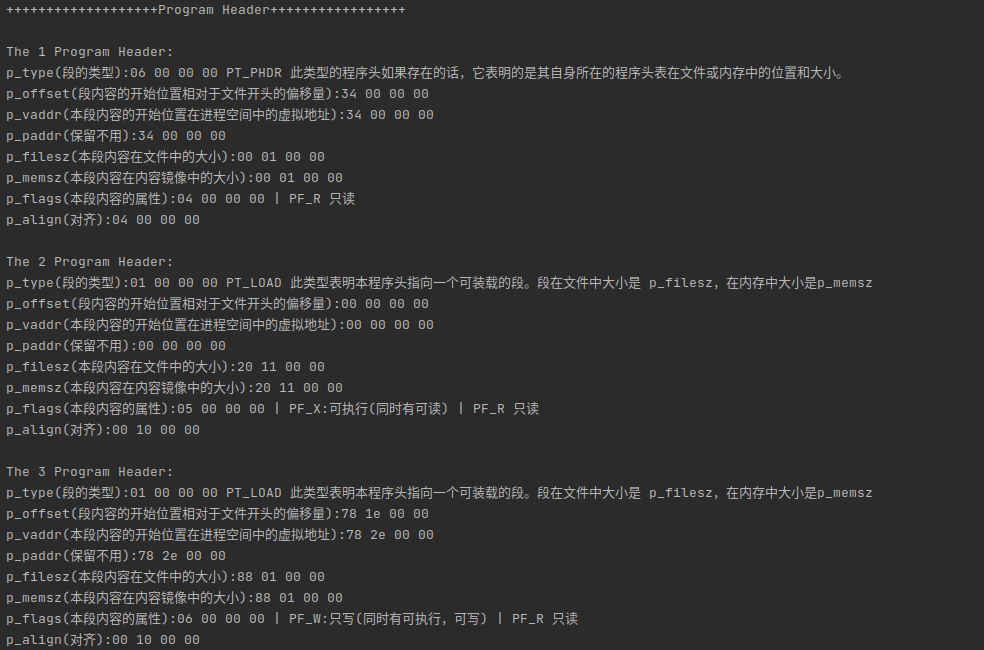 +++++++++++++++++++Program Header+++++++++++++++++
The 1 Program Header:
p_type(段的类型):06 00 00 00 PT_PHDR 此类型的程序头如果存在的话，它表明的是其自身所在的程序头表在文件或内存中的位置和大小。
p_offset(段内容的开始位置相对于文件开头的偏移量):34 00 00 00
p_vaddr(本段内容的开始位置在进程空间中的虚拟地址):34 00 00 00
p_paddr(保留不用):34 00 00 00
p_filesz(本段内容在文件中的大小):00 01 00 00
p_memsz(本段内容在内容镜像中的大小):00 01 00 00
p_flags(本段内容的属性):04 00 00 00 | PF_R 只读
p_align(对齐):04 00 00 00
The 2 Program Header:
p_type(段的类型):01 00 00 00 PT_LOAD 此类型表明本程序头指向一个可装载的段。段在文件中大小是 p_filesz，在内存中大小是p_memsz
p_offset(段内容的开始位置相对于文件开头的偏移量):00 00 00 00
p_vaddr(本段内容的开始位置在进程空间中的虚拟地址):00 00 00 00
p_paddr(保留不用):00 00 00 00
p_filesz(本段内容在文件中的大小):20 11 00 00
p_memsz(本段内容在内容镜像中的大小):20 11 00 00
p_flags(本段内容的属性):05 00 00 00 | PF_X:可执行(同时有可读) | PF_R 只读
p_align(对齐):00 10 00 00
The 3 Program Header:
p_type(段的类型):01 00 00 00 PT_LOAD 此类型表明本程序头指向一个可装载的段。段在文件中大小是 p_filesz，在内存中大小是p_memsz
p_offset(段内容的开始位置相对于文件开头的偏移量):78 1e 00 00
p_vaddr(本段内容的开始位置在进程空间中的虚拟地址):78 2e 00 00
p_paddr(保留不用):78 2e 00 00
p_filesz(本段内容在文件中的大小):88 01 00 00
p_memsz(本段内容在内容镜像中的大小):88 01 00 00
p_flags(本段内容的属性):06 00 00 00 | PF_W:只写(同时有可执行，可写) | PF_R 只读
p_align(对齐):00 10 00 00